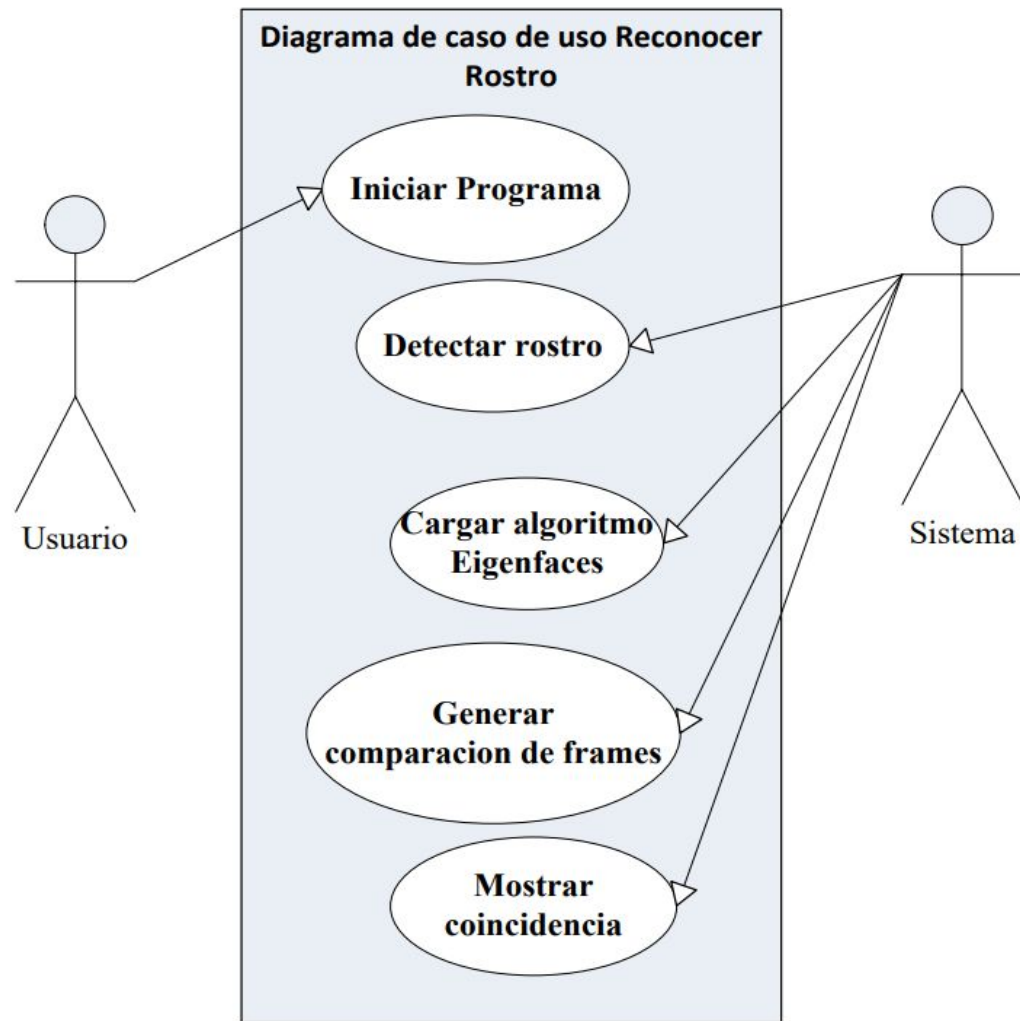 Diagrama de caso de uso Reconocer
Rostro
Iniciar Programa
Detectar rostro
Usuario
Cargar algoritmo
Eigenfaces
Sistema
Generar
comparacion de frames
Mostrar
coincidencia